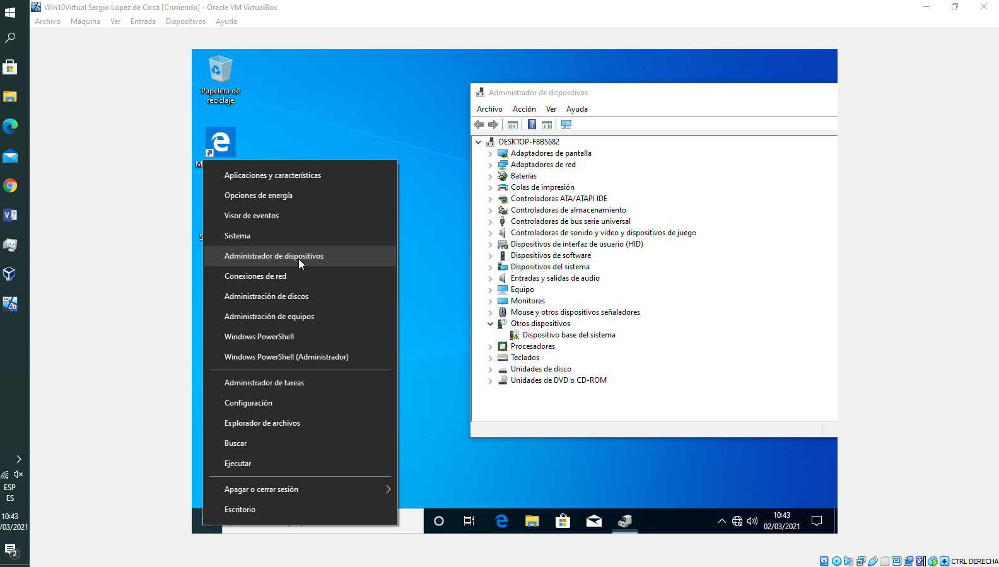 Win10Virtual Sergio Lopez de Coca [Corriendo] - Oracle VM VirtualBox
Archivo Máquina Ver Entrada Dispositivos Ayuda
Papelera de
reciclaje
M
S
Aplicaciones y características
Opciones de energía
Visor de eventos
Sistema
Administrador de dispositivos
Conexiones de red
Administración de discos
Administración de equipos
Windows PowerShell
Windows PowerShell (Administrador)
Administrador de tareas
Configuración
Explorador de archivos
Buscar
Ejecutar
Apagar o cerrar sesión
Escritorio
Administrador de dispositivos
Archivo Acción Ver Ayuda
DESKTOP-F8BS682
Adaptadores de pantalla
Adaptadores de red
Baterías
Colas de impresión
Controladoras ATA/ATAPI IDE
Controladoras de almacenamiento
Controladoras de bus serie universal
Controladoras de sonido y vídeo y dispositivos de juego
Dispositivos de interfaz de usuario (HID)
Dispositivos de software
Dispositivos del sistema
Entradas y salidas de audio
Equipo
Monitores
Mouse y otros dispositivos señaladores
Otros dispositivos
Dispositivo base del sistema
Procesadores
Teclados
Unidades de disco
Unidades de DVD o CD-ROM
10:43
02/03/2021
ESP
ES
10:43
/03/2021
2
CTRL DERECHA